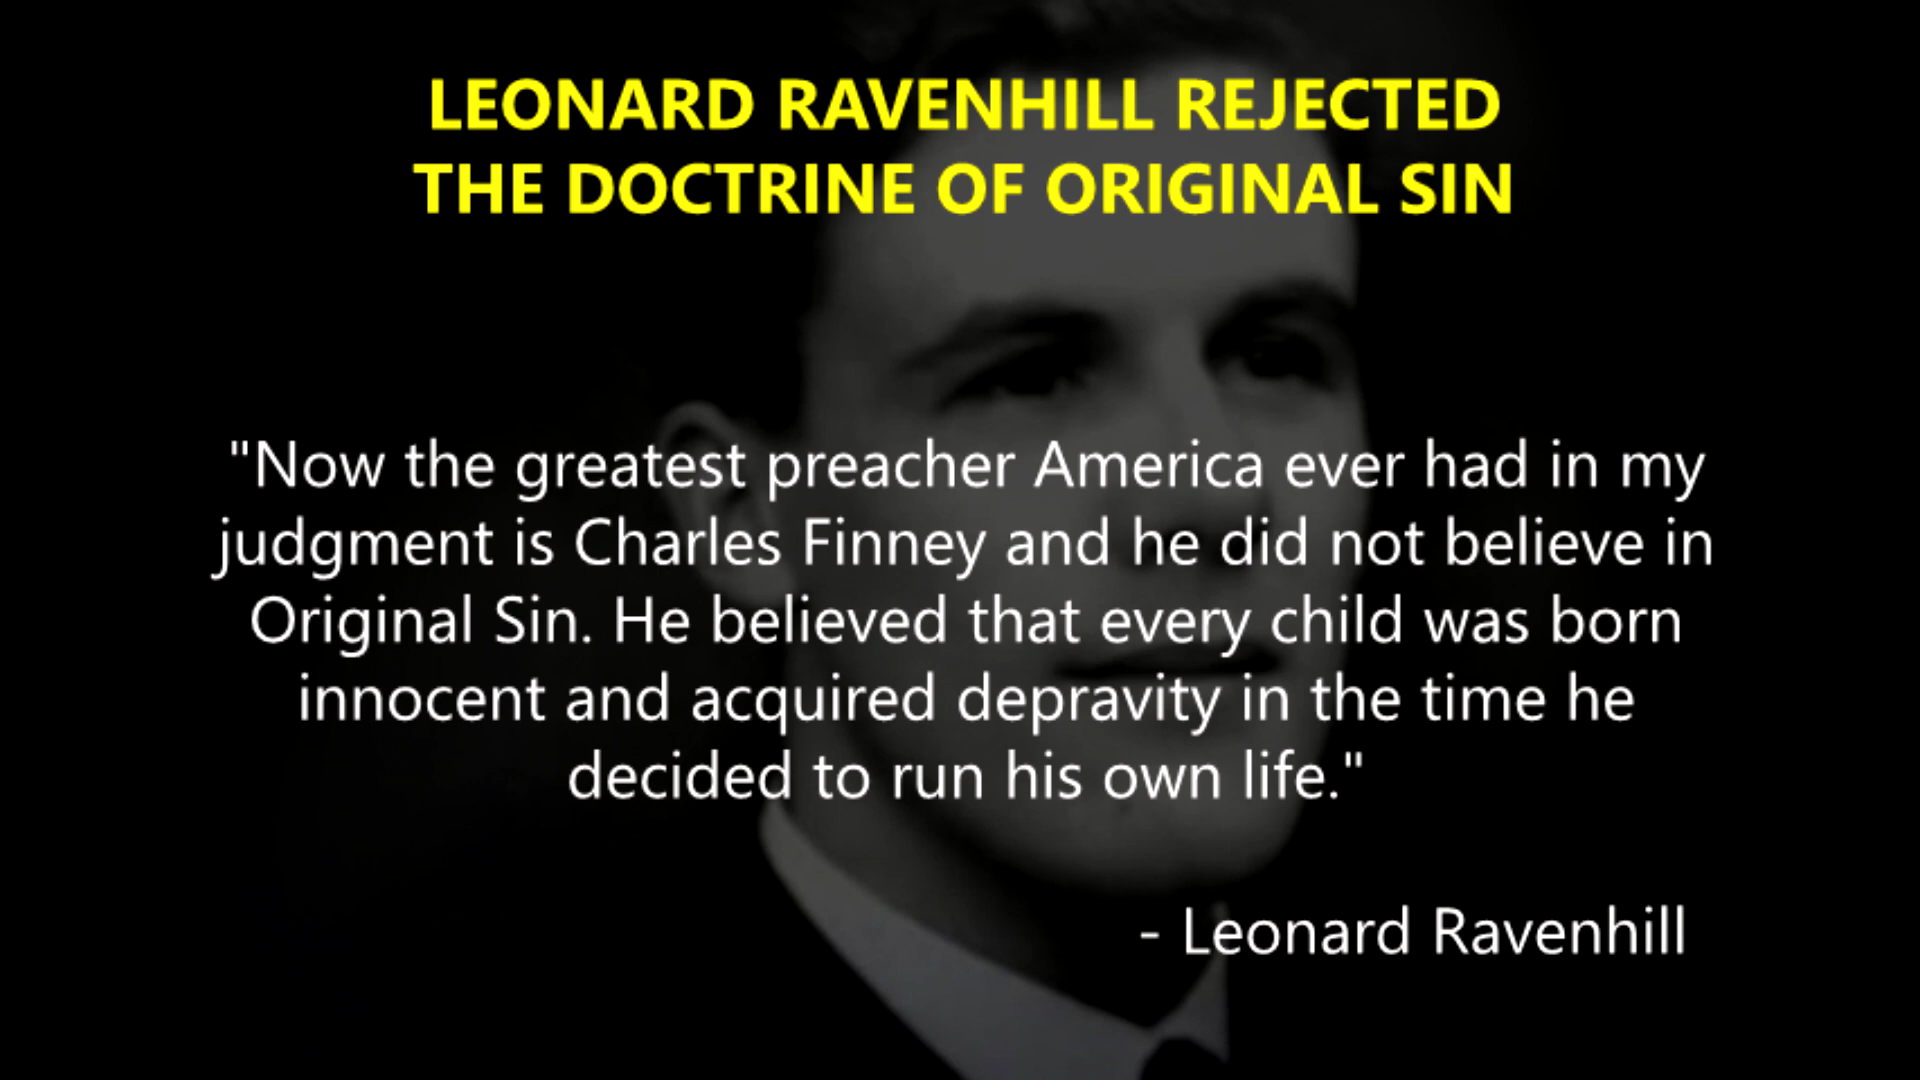 LEONARD RAVENHILL REJECTED
THE DOCTRINE OF ORIGINAL SIN
"Now the greatest preacher America ever had in my
judgment is Charles Finney and he did not believe in
Original Sin. He believed that every child was born
innocent and acquired depravity in the time he
decided to run his own life."
- Leonard Ravenhill